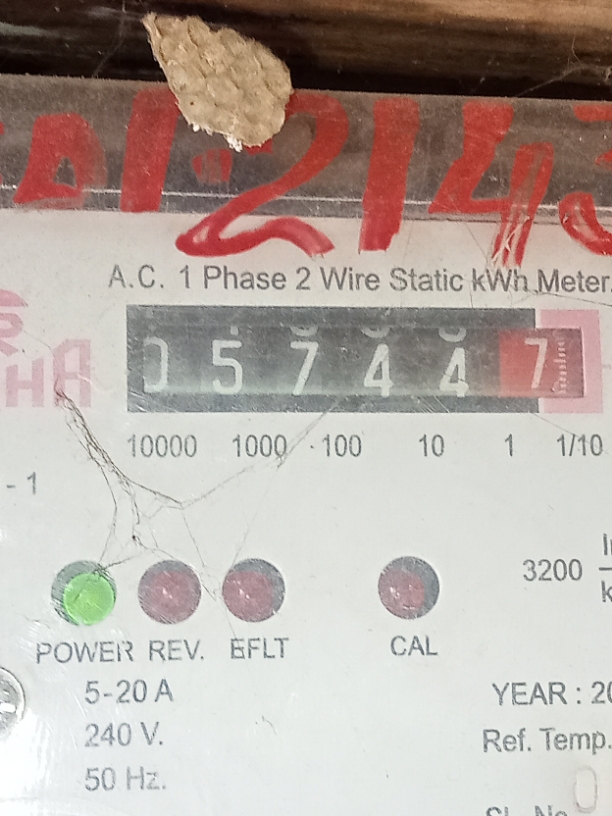 2143
A.C. 1 Phase 2 Wire Static kWh Meter.
0 5 7 4 4 7
10000 1000 100 10 1 1/10
- 1
3200
POWER REV. EFLT CAL
5-20 A
240 V.
50 Hz.
YEAR : 20
Ref. Temp.